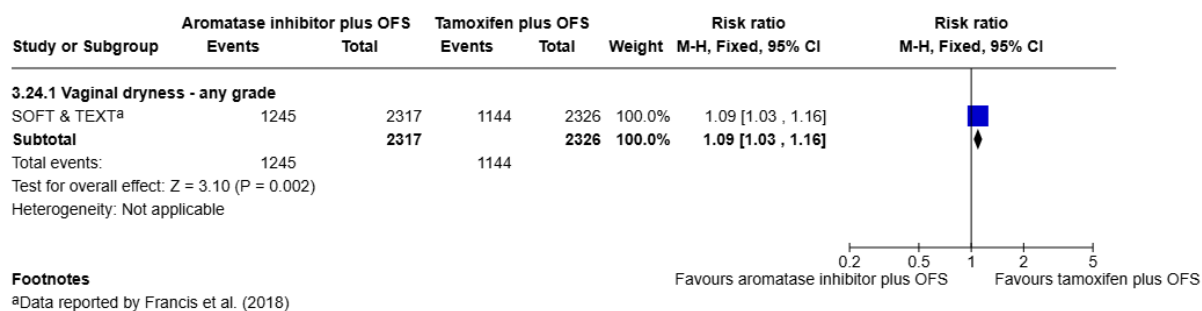 Aromatase inhibitor plus OFS Tamoxifen plus OFS Risk ratio Risk ratio
Study or Subgroup Events Total Events Total Weight M-H, Fixed, 95% CI M-H, Fixed, 95% CI
3.24.1 Vaginal dryness - any grade
SOFT & TEXTa 1245 2317 1144 2326 100.0% 1.09 [1.03 , 1.16]
Subtotal 2317 2326 100.0% 1.09 [1.03 , 1.16]
Total events: 1245 1144
Test for overall effect: Z = 3.10 (P = 0.002)
Heterogeneity: Not applicable
0.2 0.5 1 2 5
Favours aromatase inhibitor plus OFS Favours tamoxifen plus OFS
Footnotes
aData reported by Francis et al. (2018)